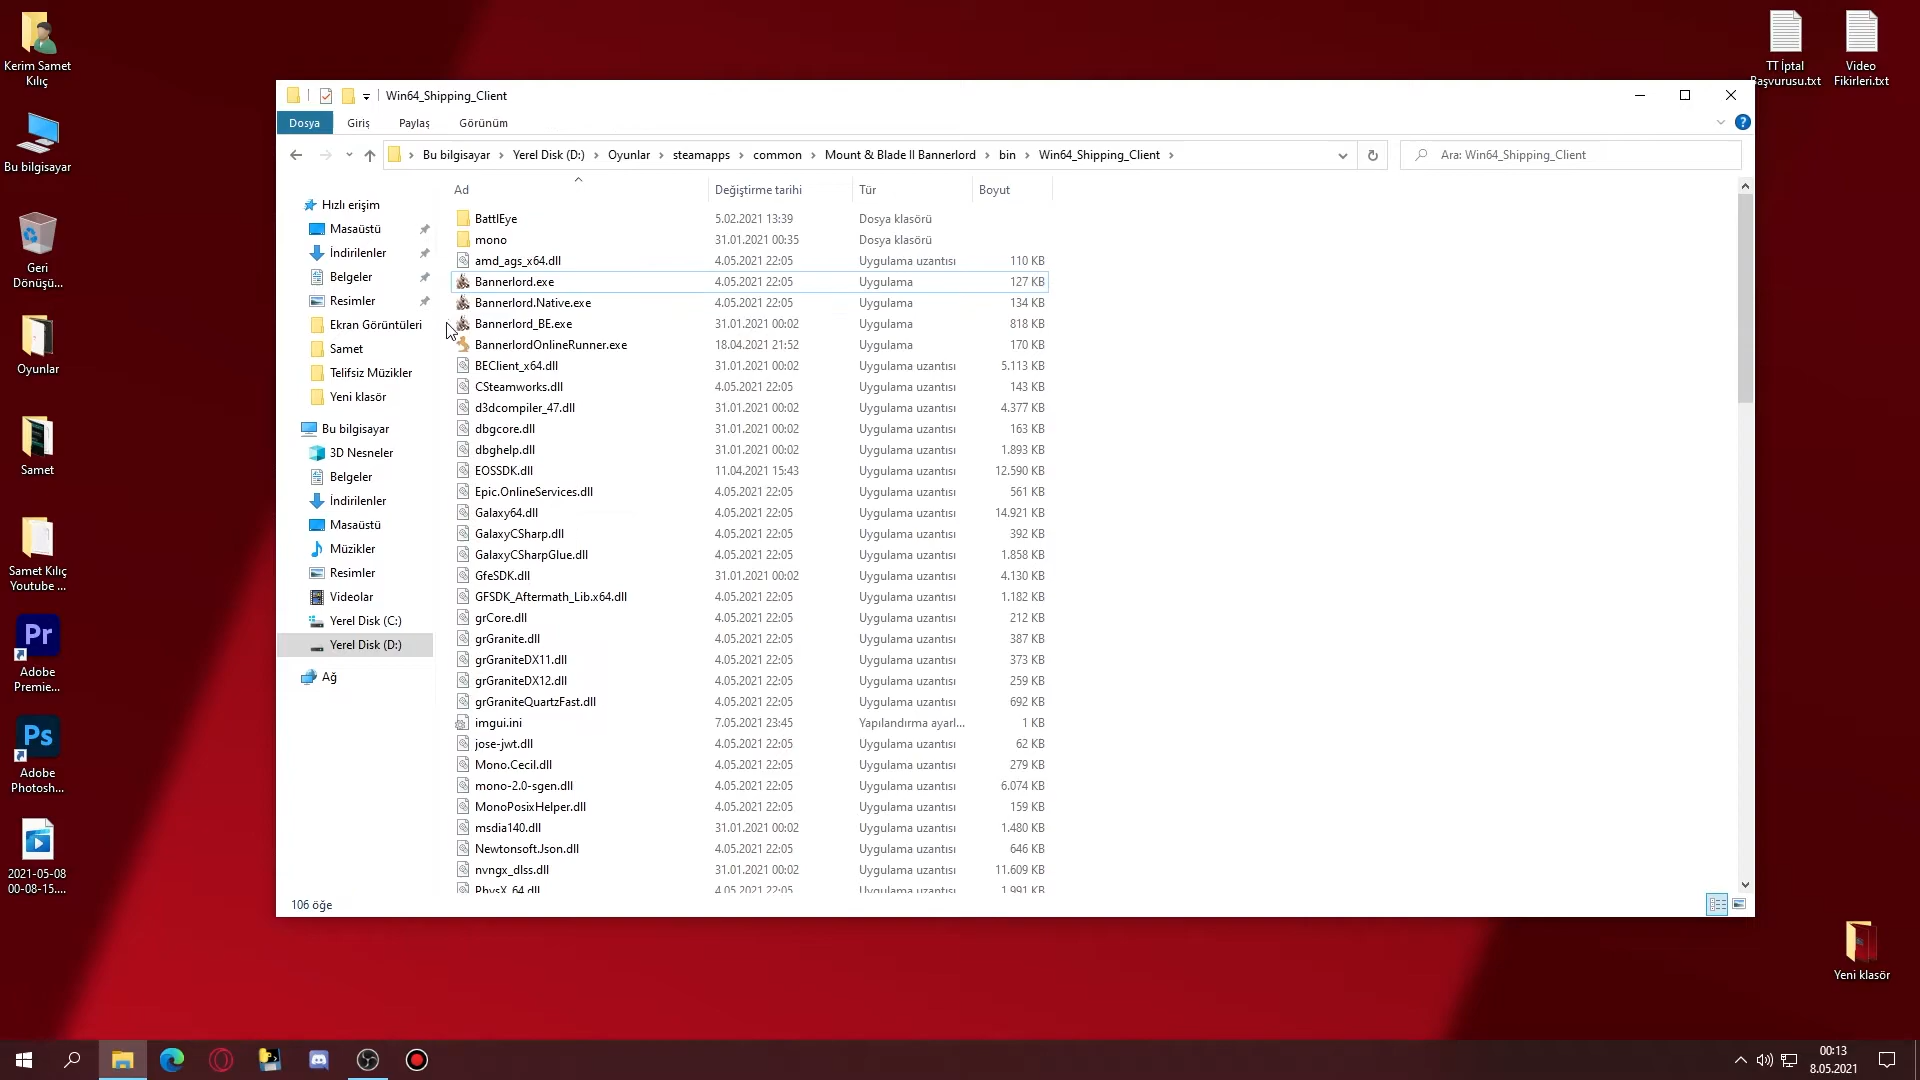 Kerim Samet
Kılıç
Bu bilgisayar
Geri
Dönüşü...
Oyunlar
Samet
Samet Kılıç
Youtube ...
Pr
Adobe
Premie...
Ps
Adobe
Photosh...
2021-05-08
00-08-15....
TT İptal
Başvurusu.txt
Video
Fikirleri.txt
Yeni klasör
Win64_Shipping_Client
Dosya Giriş Paylaş Görünüm
Bu bilgisayar › Yerel Disk (D:) › Oyunlar › steamapps › common › Mount & Blade II Bannerlord › bin › Win64_Shipping_Client ›
Ara: Win64_Shipping_Client
Hızlı erişim
Masaüstü
İndirilenler
Belgeler
Resimler
Ekran Görüntüleri
Samet
Telifsiz Müzikler
Yeni klasör
Bu bilgisayar
3D Nesneler
Belgeler
İndirilenler
Masaüstü
Müzikler
Resimler
Videolar
Yerel Disk (C:)
Yerel Disk (D:)
Ağ
Ad Değiştirme tarihi Tür Boyut
BattlEye 5.02.2021 13:39 Dosya klasörü
mono 31.01.2021 00:35 Dosya klasörü
amd_ags_x64.dll 4.05.2021 22:05 Uygulama uzantısı 110 KB
Bannerlord.exe 4.05.2021 22:05 Uygulama 127 KB
Bannerlord.Native.exe 4.05.2021 22:05 Uygulama 134 KB
Bannerlord_BE.exe 31.01.2021 00:02 Uygulama 818 KB
BannerlordOnlineRunner.exe 18.04.2021 21:52 Uygulama 170 KB
BEClient_x64.dll 31.01.2021 00:02 Uygulama uzantısı 5.113 KB
CSteamworks.dll 4.05.2021 22:05 Uygulama uzantısı 143 KB
d3dcompiler_47.dll 31.01.2021 00:02 Uygulama uzantısı 4.377 KB
dbgcore.dll 31.01.2021 00:02 Uygulama uzantısı 163 KB
dbghelp.dll 31.01.2021 00:02 Uygulama uzantısı 1.893 KB
EOSSDK.dll 11.04.2021 15:43 Uygulama uzantısı 12.590 KB
Epic.OnlineServices.dll 4.05.2021 22:05 Uygulama uzantısı 561 KB
Galaxy64.dll 4.05.2021 22:05 Uygulama uzantısı 14.921 KB
GalaxyCSharp.dll 4.05.2021 22:05 Uygulama uzantısı 392 KB
GalaxyCSharpGlue.dll 4.05.2021 22:05 Uygulama uzantısı 1.858 KB
GfeSDK.dll 31.01.2021 00:02 Uygulama uzantısı 4.130 KB
GFSDK_Aftermath_Lib.x64.dll 4.05.2021 22:05 Uygulama uzantısı 1.182 KB
grCore.dll 4.05.2021 22:05 Uygulama uzantısı 212 KB
grGranite.dll 4.05.2021 22:05 Uygulama uzantısı 387 KB
grGraniteDX11.dll 4.05.2021 22:05 Uygulama uzantısı 373 KB
grGraniteDX12.dll 4.05.2021 22:05 Uygulama uzantısı 259 KB
grGraniteQuartzFast.dll 4.05.2021 22:05 Uygulama uzantısı 692 KB
imgui.ini 7.05.2021 23:45 Yapılandırma ayarl... 1 KB
jose-jwt.dll 4.05.2021 22:05 Uygulama uzantısı 62 KB
Mono.Cecil.dll 4.05.2021 22:05 Uygulama uzantısı 279 KB
mono-2.0-sgen.dll 4.05.2021 22:05 Uygulama uzantısı 6.074 KB
MonoPosixHelper.dll 4.05.2021 22:05 Uygulama uzantısı 159 KB
msdia140.dll 31.01.2021 00:02 Uygulama uzantısı 1.480 KB
Newtonsoft.Json.dll 4.05.2021 22:05 Uygulama uzantısı 646 KB
nvngx_dlss.dll 31.01.2021 00:02 Uygulama uzantısı 11.609 KB
PhysX_64.dll 4.05.2021 22:05 Uygulama uzantısı 1.991 KB
106 öğe
00:13
8.05.2021